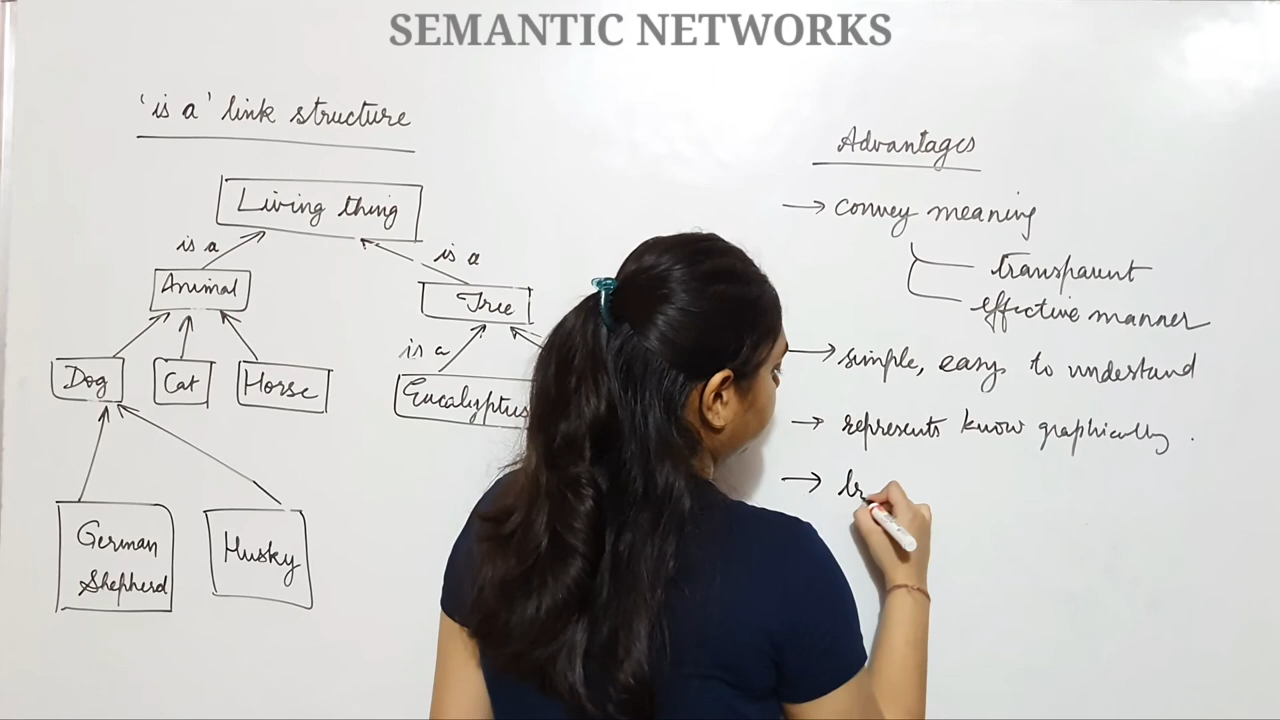 SEMANTIC NETWORKS
'is a' link structure
Living thing
is a
is a
Animal
Tree
is a
Dog
Cat
Horse
Eucalyptus
German
Shepherd
Husky
Advantages
→ convey meaning
transparent
effective manner
→ simple, easy to understand
→ represents know graphically.
→